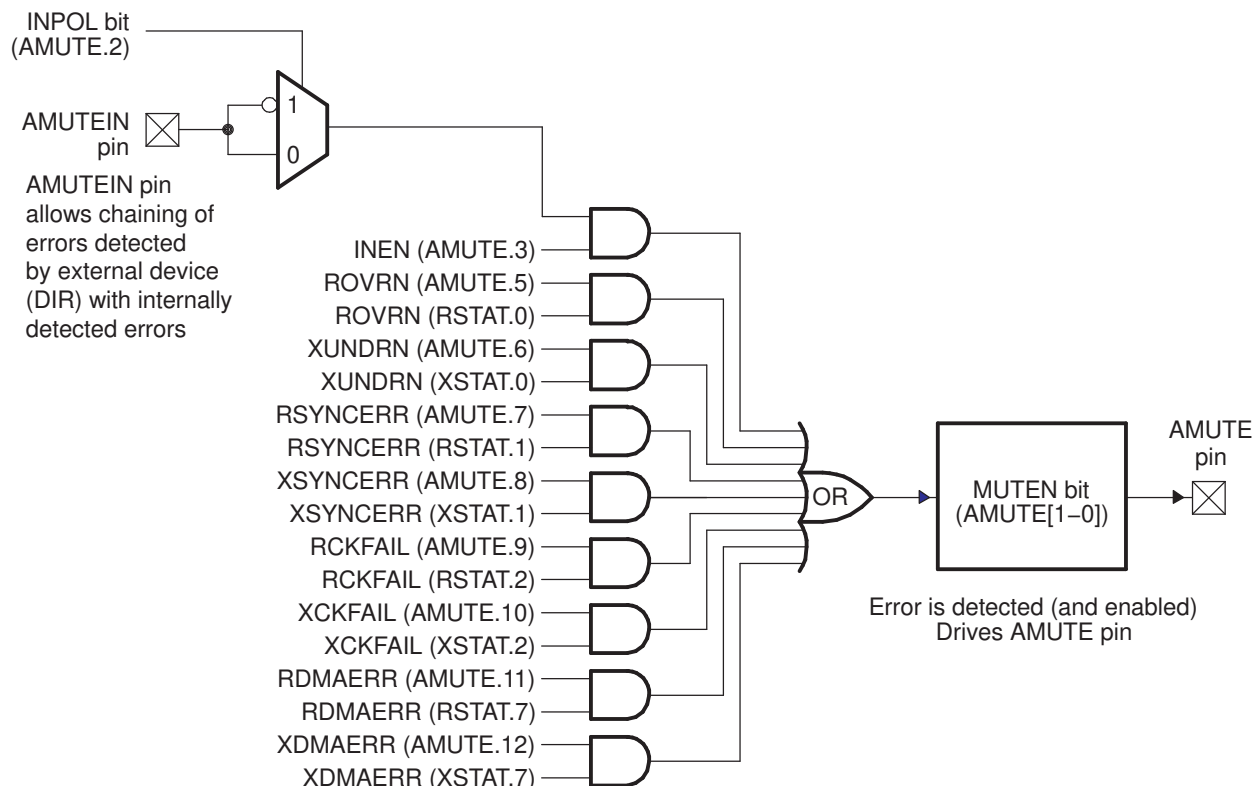 INPOL bit
(AMUTE.2)
1
AMUTEIN
pin
0
AMUTEIN pin
allows chaining of
errors detected
by external device
(DIR) with internally
detected errors
INEN (AMUTE.3)
ROVRN (AMUTE.5)
ROVRN (RSTAT.0)
XUNDRN (AMUTE.6)
XUNDRN (XSTAT.0)
RSYNCERR (AMUTE.7)
RSYNCERR (RSTAT.1)
XSYNCERR (AMUTE.8)
XSYNCERR (XSTAT.1)
RCKFAIL (AMUTE.9)
RCKFAIL (RSTAT.2)
XCKFAIL (AMUTE.10)
XCKFAIL (XSTAT.2)
RDMAERR (AMUTE.11)
RDMAERR (RSTAT.7)
XDMAERR (AMUTE.12)
XDMAERR (XSTAT.7)
OR
MUTEN bit
(AMUTE[1–0])
AMUTE
pin
Error is detected (and enabled)
Drives AMUTE pin